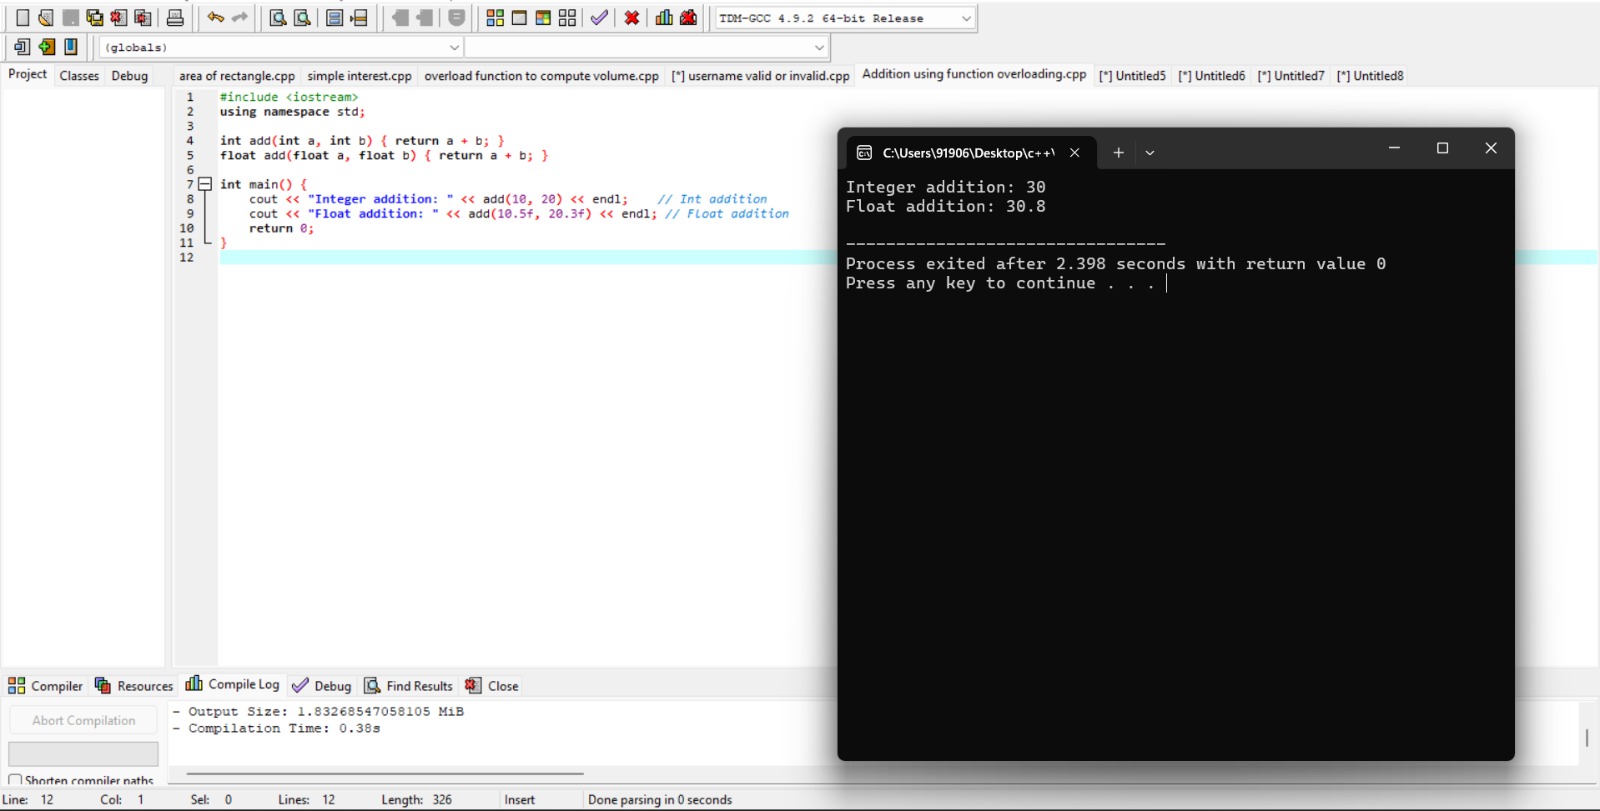 TDM-GCC 4.9.2 64-bit Release
(globals)
Project Classes Debug
area of rectangle.cpp simple interest.cpp overload function to compute volume.cpp [*] username valid or invalid.cpp Addition using function overloading.cpp [*] Untitled5 [*] Untitled6 [*] Untitled7 [*] Untitled8
1 #include <iostream>
2 using namespace std;
3
4 int add(int a, int b) { return a + b; }
5 float add(float a, float b) { return a + b; }
6
7 int main() {
8 cout << "Integer addition: " << add(10, 20) << endl; // Int addition
9 cout << "Float addition: " << add(10.5f, 20.3f) << endl; // Float addition
10 return 0;
11 }
12
C:\Users\91906\Desktop\c++\
Integer addition: 30
Float addition: 30.8
--------------------------------
Process exited after 2.398 seconds with return value 0
Press any key to continue . . .
Compiler Resources Compile Log Debug Find Results Close
Abort Compilation
Shorten compiler paths
- Output Size: 1.83268547058105 MiB
- Compilation Time: 0.38s
Line: 12 Col: 1 Sel: 0 Lines: 12 Length: 326 Insert Done parsing in 0 seconds